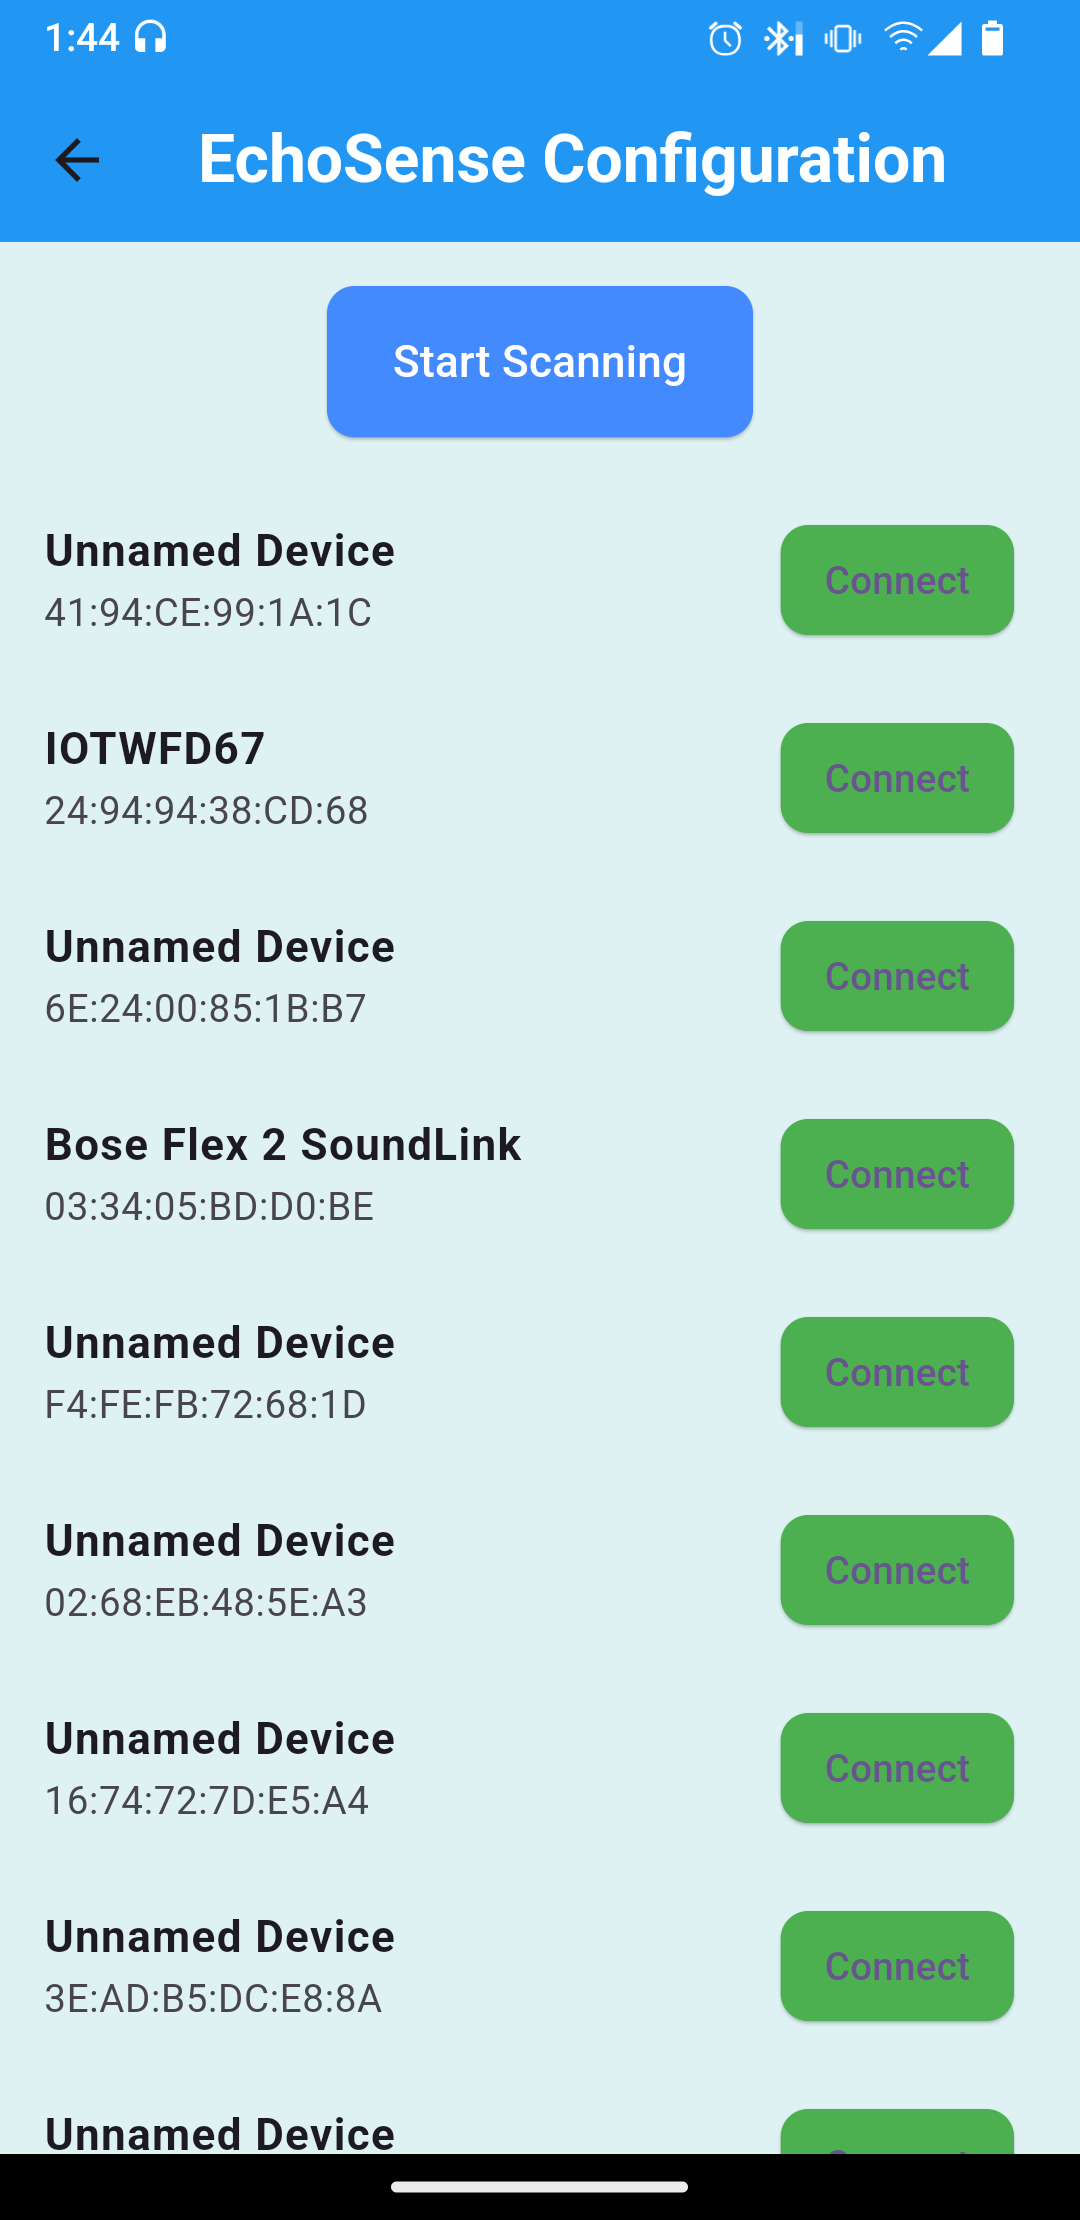 1:44
EchoSense Configuration
Start Scanning
Unnamed Device
41:94:CE:99:1A:1C
Connect
IOTWFD67
24:94:94:38:CD:68
Connect
Unnamed Device
6E:24:00:85:1B:B7
Connect
Bose Flex 2 SoundLink
03:34:05:BD:D0:BE
Connect
Unnamed Device
F4:FE:FB:72:68:1D
Connect
Unnamed Device
02:68:EB:48:5E:A3
Connect
Unnamed Device
16:74:72:7D:E5:A4
Connect
Unnamed Device
3E:AD:B5:DC:E8:8A
Connect
Unnamed Device